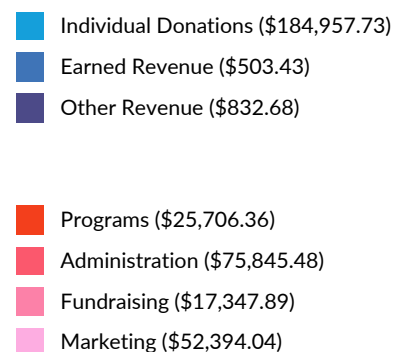 Individual Donations ($184,957.73)
Earned Revenue ($503.43)
Other Revenue ($832.68)
Programs ($25,706.36)
Administration ($75,845.48)
Fundraising ($17,347.89)
Marketing ($52,394.04)